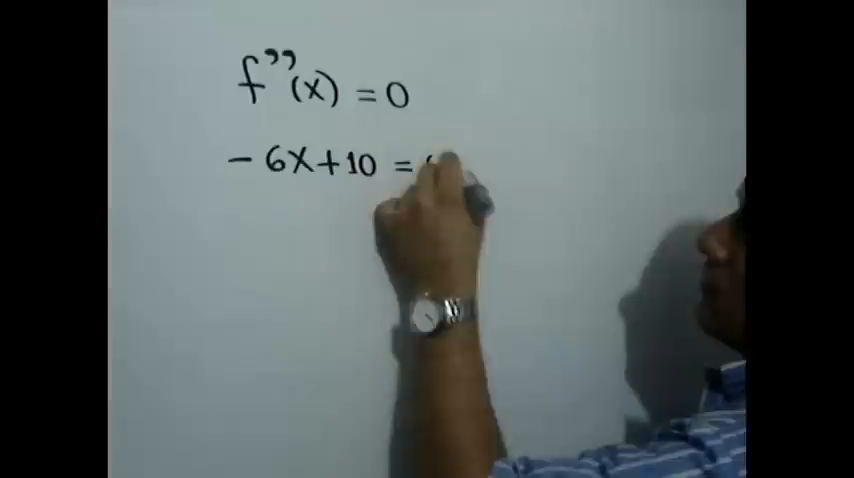 f''(x) = 0
- 6x + 10 =